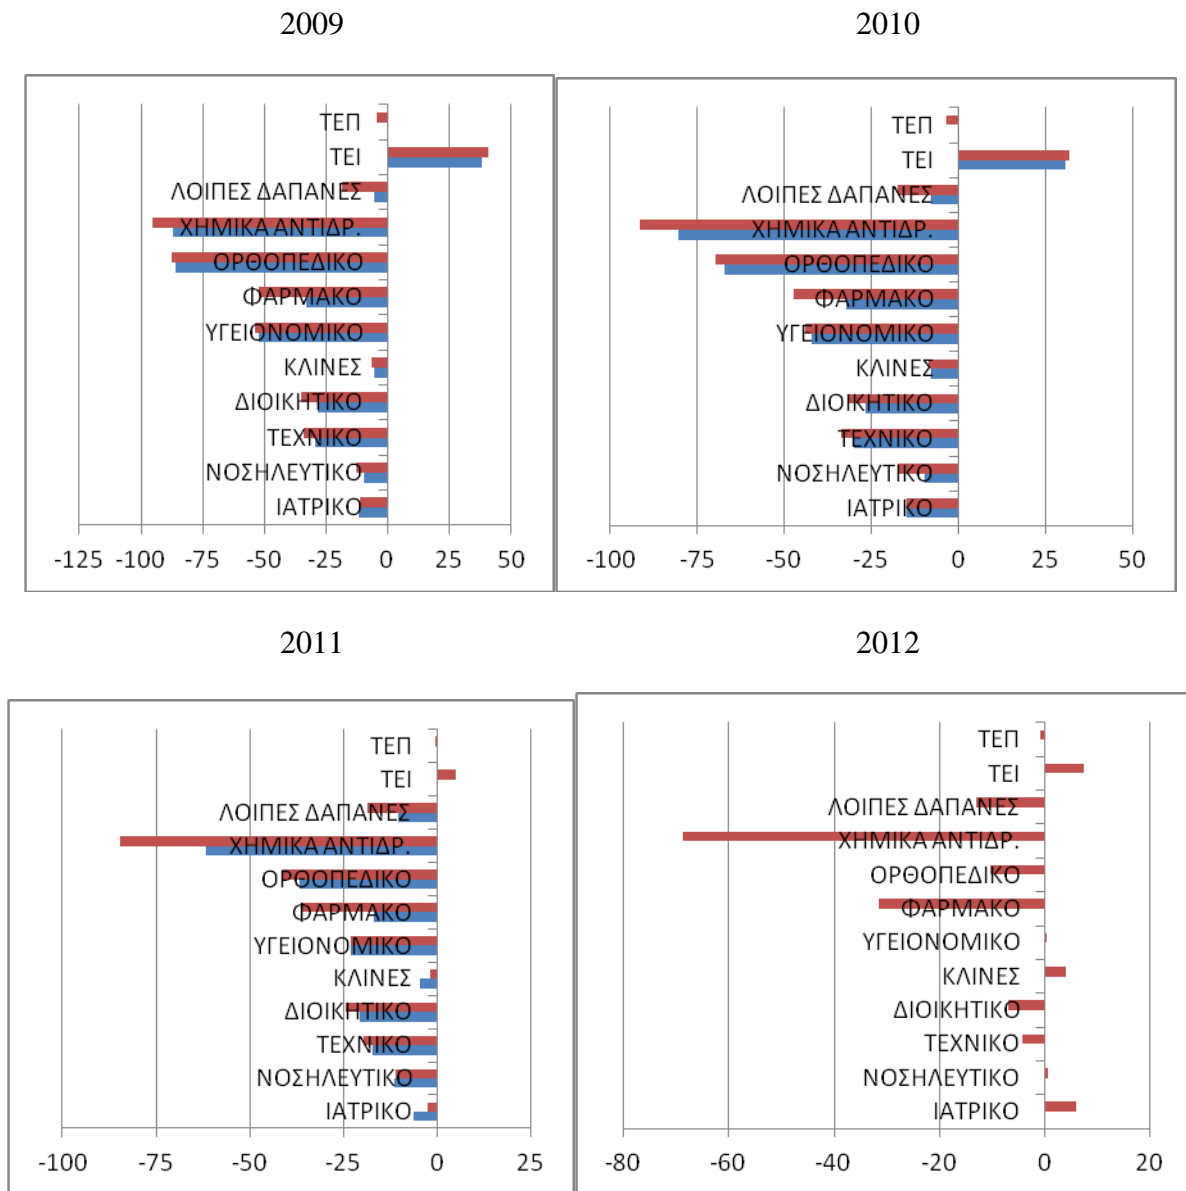 2009
2010
ΤΕΠ
ΤΕΙ
ΛΟΙΠΕΣ ΔΑΠΑΝΕΣ
ΧΗΜΙΚΑ ΑΝΤΙΔΡ.
ΟΡΘΟΠΕΔΙΚΟ
ΦΑΡΜΑΚΟ
ΥΓΕΙΟΝΟΜΙΚΟ
ΚΛΙΝΕΣ
ΔΙΟΙΚΗΤΙΚΟ
ΤΕΧΝΙΚΟ
ΝΟΣΗΛΕΥΤΙΚΟ
ΙΑΤΡΙΚΟ
-125 -100 -75 -50 -25 0 25 50
ΤΕΠ
ΤΕΙ
ΛΟΙΠΕΣ ΔΑΠΑΝΕΣ
ΧΗΜΙΚΑ ΑΝΤΙΔΡ.
ΟΡΘΟΠΕΔΙΚΟ
ΦΑΡΜΑΚΟ
ΥΓΕΙΟΝΟΜΙΚΟ
ΚΛΙΝΕΣ
ΔΙΟΙΚΗΤΙΚΟ
ΤΕΧΝΙΚΟ
ΝΟΣΗΛΕΥΤΙΚΟ
ΙΑΤΡΙΚΟ
-100 -75 -50 -25 0 25 50
2011
2012
ΤΕΠ
ΤΕΙ
ΛΟΙΠΕΣ ΔΑΠΑΝΕΣ
ΧΗΜΙΚΑ ΑΝΤΙΔΡ.
ΟΡΘΟΠΕΔΙΚΟ
ΦΑΡΜΑΚΟ
ΥΓΕΙΟΝΟΜΙΚΟ
ΚΛΙΝΕΣ
ΔΙΟΙΚΗΤΙΚΟ
ΤΕΧΝΙΚΟ
ΝΟΣΗΛΕΥΤΙΚΟ
ΙΑΤΡΙΚΟ
-100 -75 -50 -25 0 25
ΤΕΠ
ΤΕΙ
ΛΟΙΠΕΣ ΔΑΠΑΝΕΣ
ΧΗΜΙΚΑ ΑΝΤΙΔΡ.
ΟΡΘΟΠΕΔΙΚΟ
ΦΑΡΜΑΚΟ
ΥΓΕΙΟΝΟΜΙΚΟ
ΚΛΙΝΕΣ
ΔΙΟΙΚΗΤΙΚΟ
ΤΕΧΝΙΚΟ
ΝΟΣΗΛΕΥΤΙΚΟ
ΙΑΤΡΙΚΟ
-80 -60 -40 -20 0 20